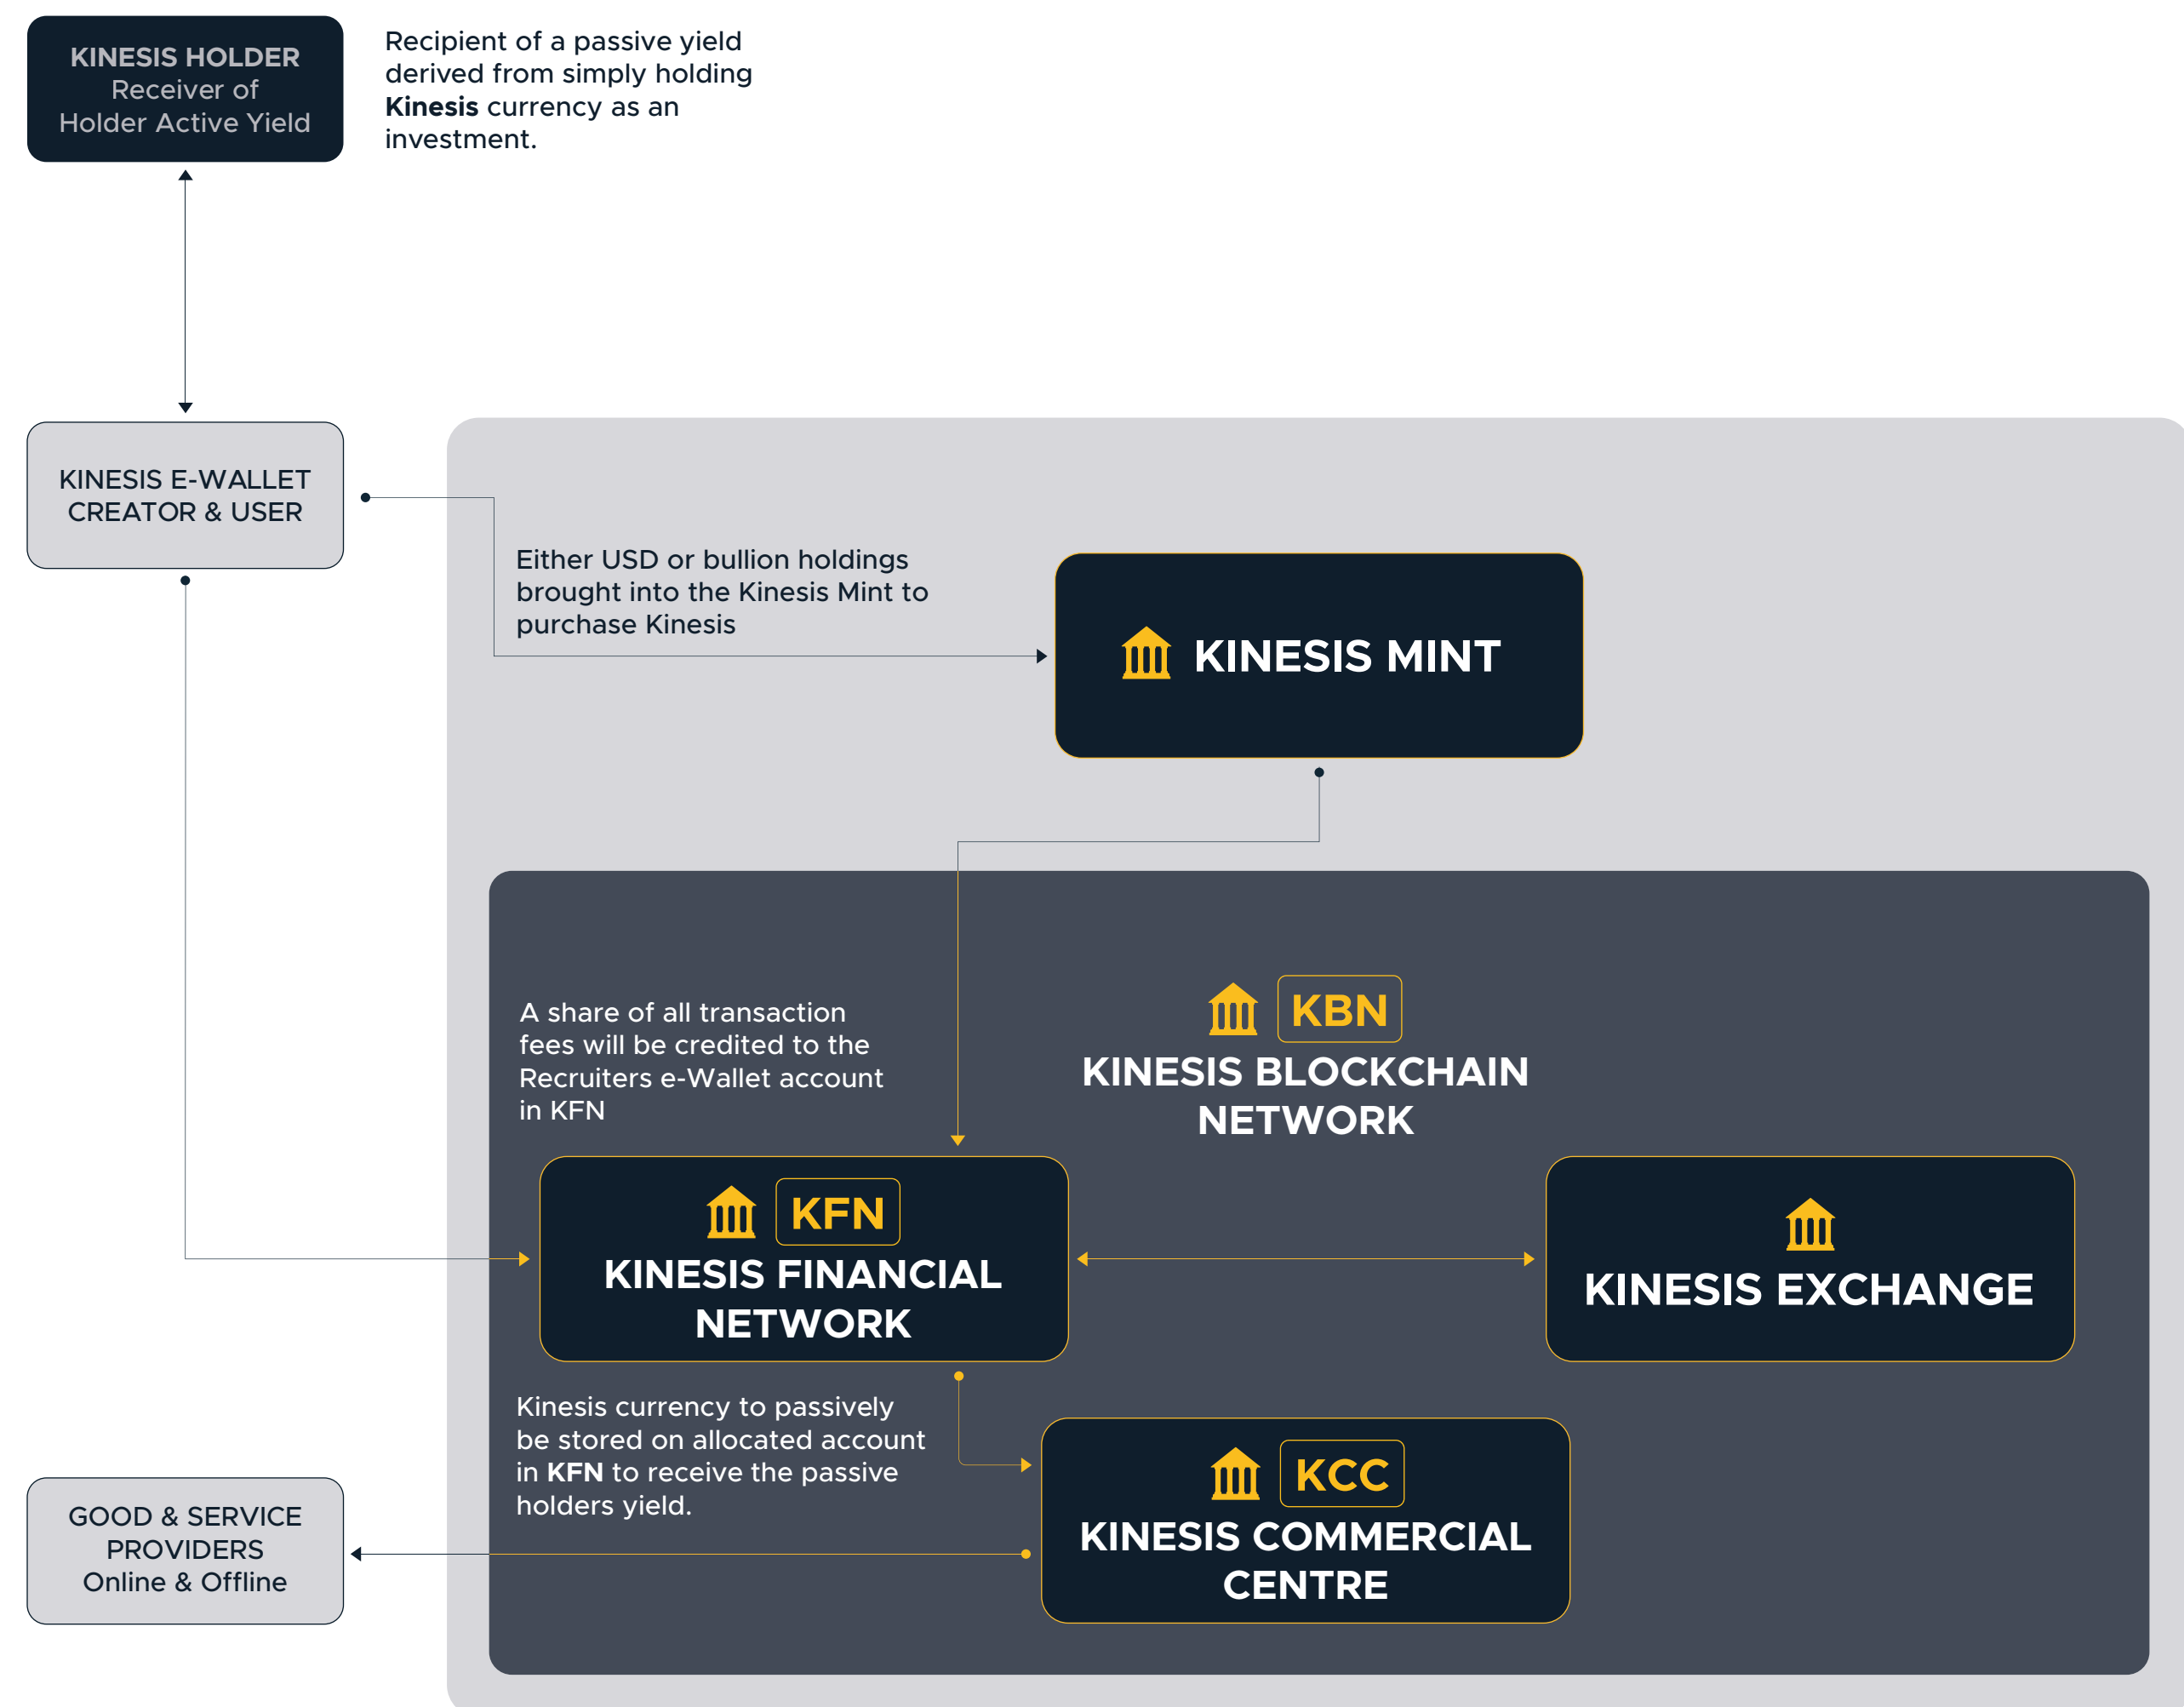 KINESIS HOLDER
Receiver of
Holder Active Yield
Recipient of a passive yield
derived from simply holding
Kinesis currency as an
investment.
KINESIS E-WALLET
CREATOR & USER
Either USD or bullion holdings
brought into the Kinesis Mint to
purchase Kinesis
KINESIS MINT
A share of all transaction
fees will be credited to the
Recruiters e-Wallet account
in KFN
KBN
KINESIS BLOCKCHAIN
NETWORK
KFN
KINESIS FINANCIAL
NETWORK
KINESIS EXCHANGE
Kinesis currency to passively
be stored on allocated account
in KFN to receive the passive
holders yield.
KCC
KINESIS COMMERCIAL
CENTRE
GOOD & SERVICE
PROVIDERS
Online & Offline